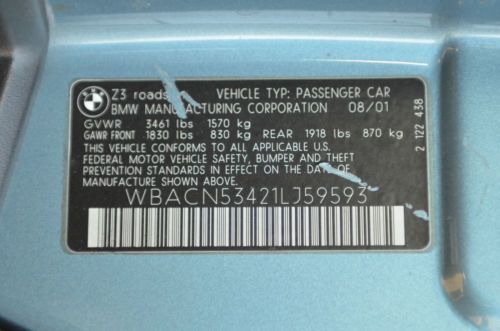 BMW
Z3 roadster VEHICLE TYP: PASSENGER CAR
BMW MANUFACTURING CORPORATION 08/01
GVWR 3461 lbs 1570 kg
GAWR FRONT 1830 lbs 830 kg REAR 1918 lbs 870 kg
THIS VEHICLE CONFORMS TO ALL APPLICABLE U.S.
FEDERAL MOTOR VEHICLE SAFETY, BUMPER AND THEFT
PREVENTION STANDARDS IN EFFECT ON THE DATE OF
MANUFACTURE SHOWN ABOVE.
WBACN53421LJ59593
2 122 438